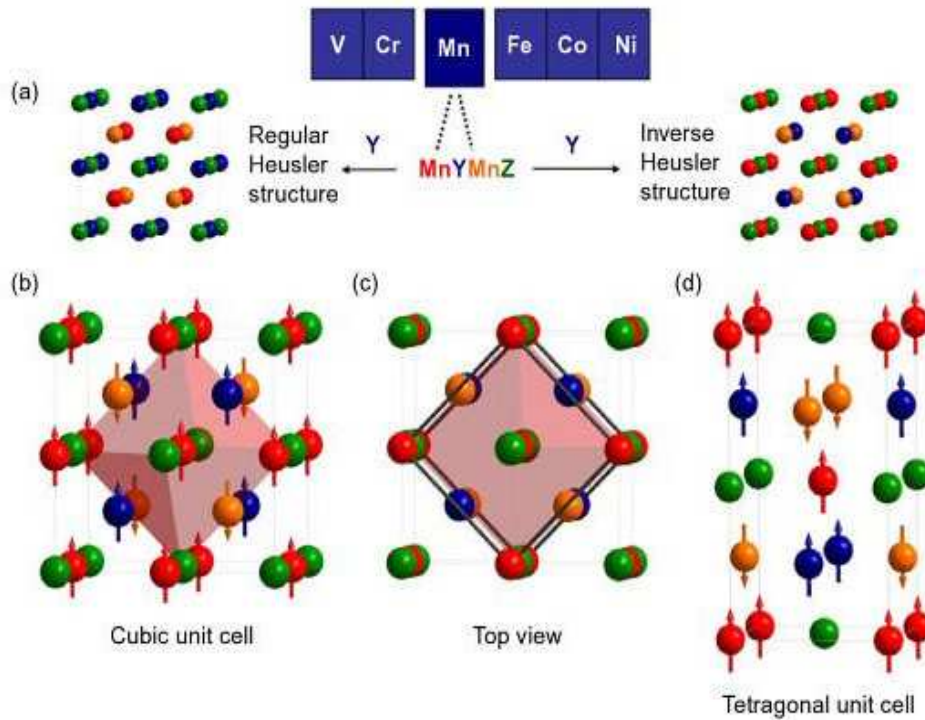 V Cr Mn Fe Co Ni
(a)
Regular
Heusler
structure
Y
MnYMnZ
Y
Inverse
Heusler
structure
(b)
(c)
(d)
Cubic unit cell
Top view
Tetragonal unit cell